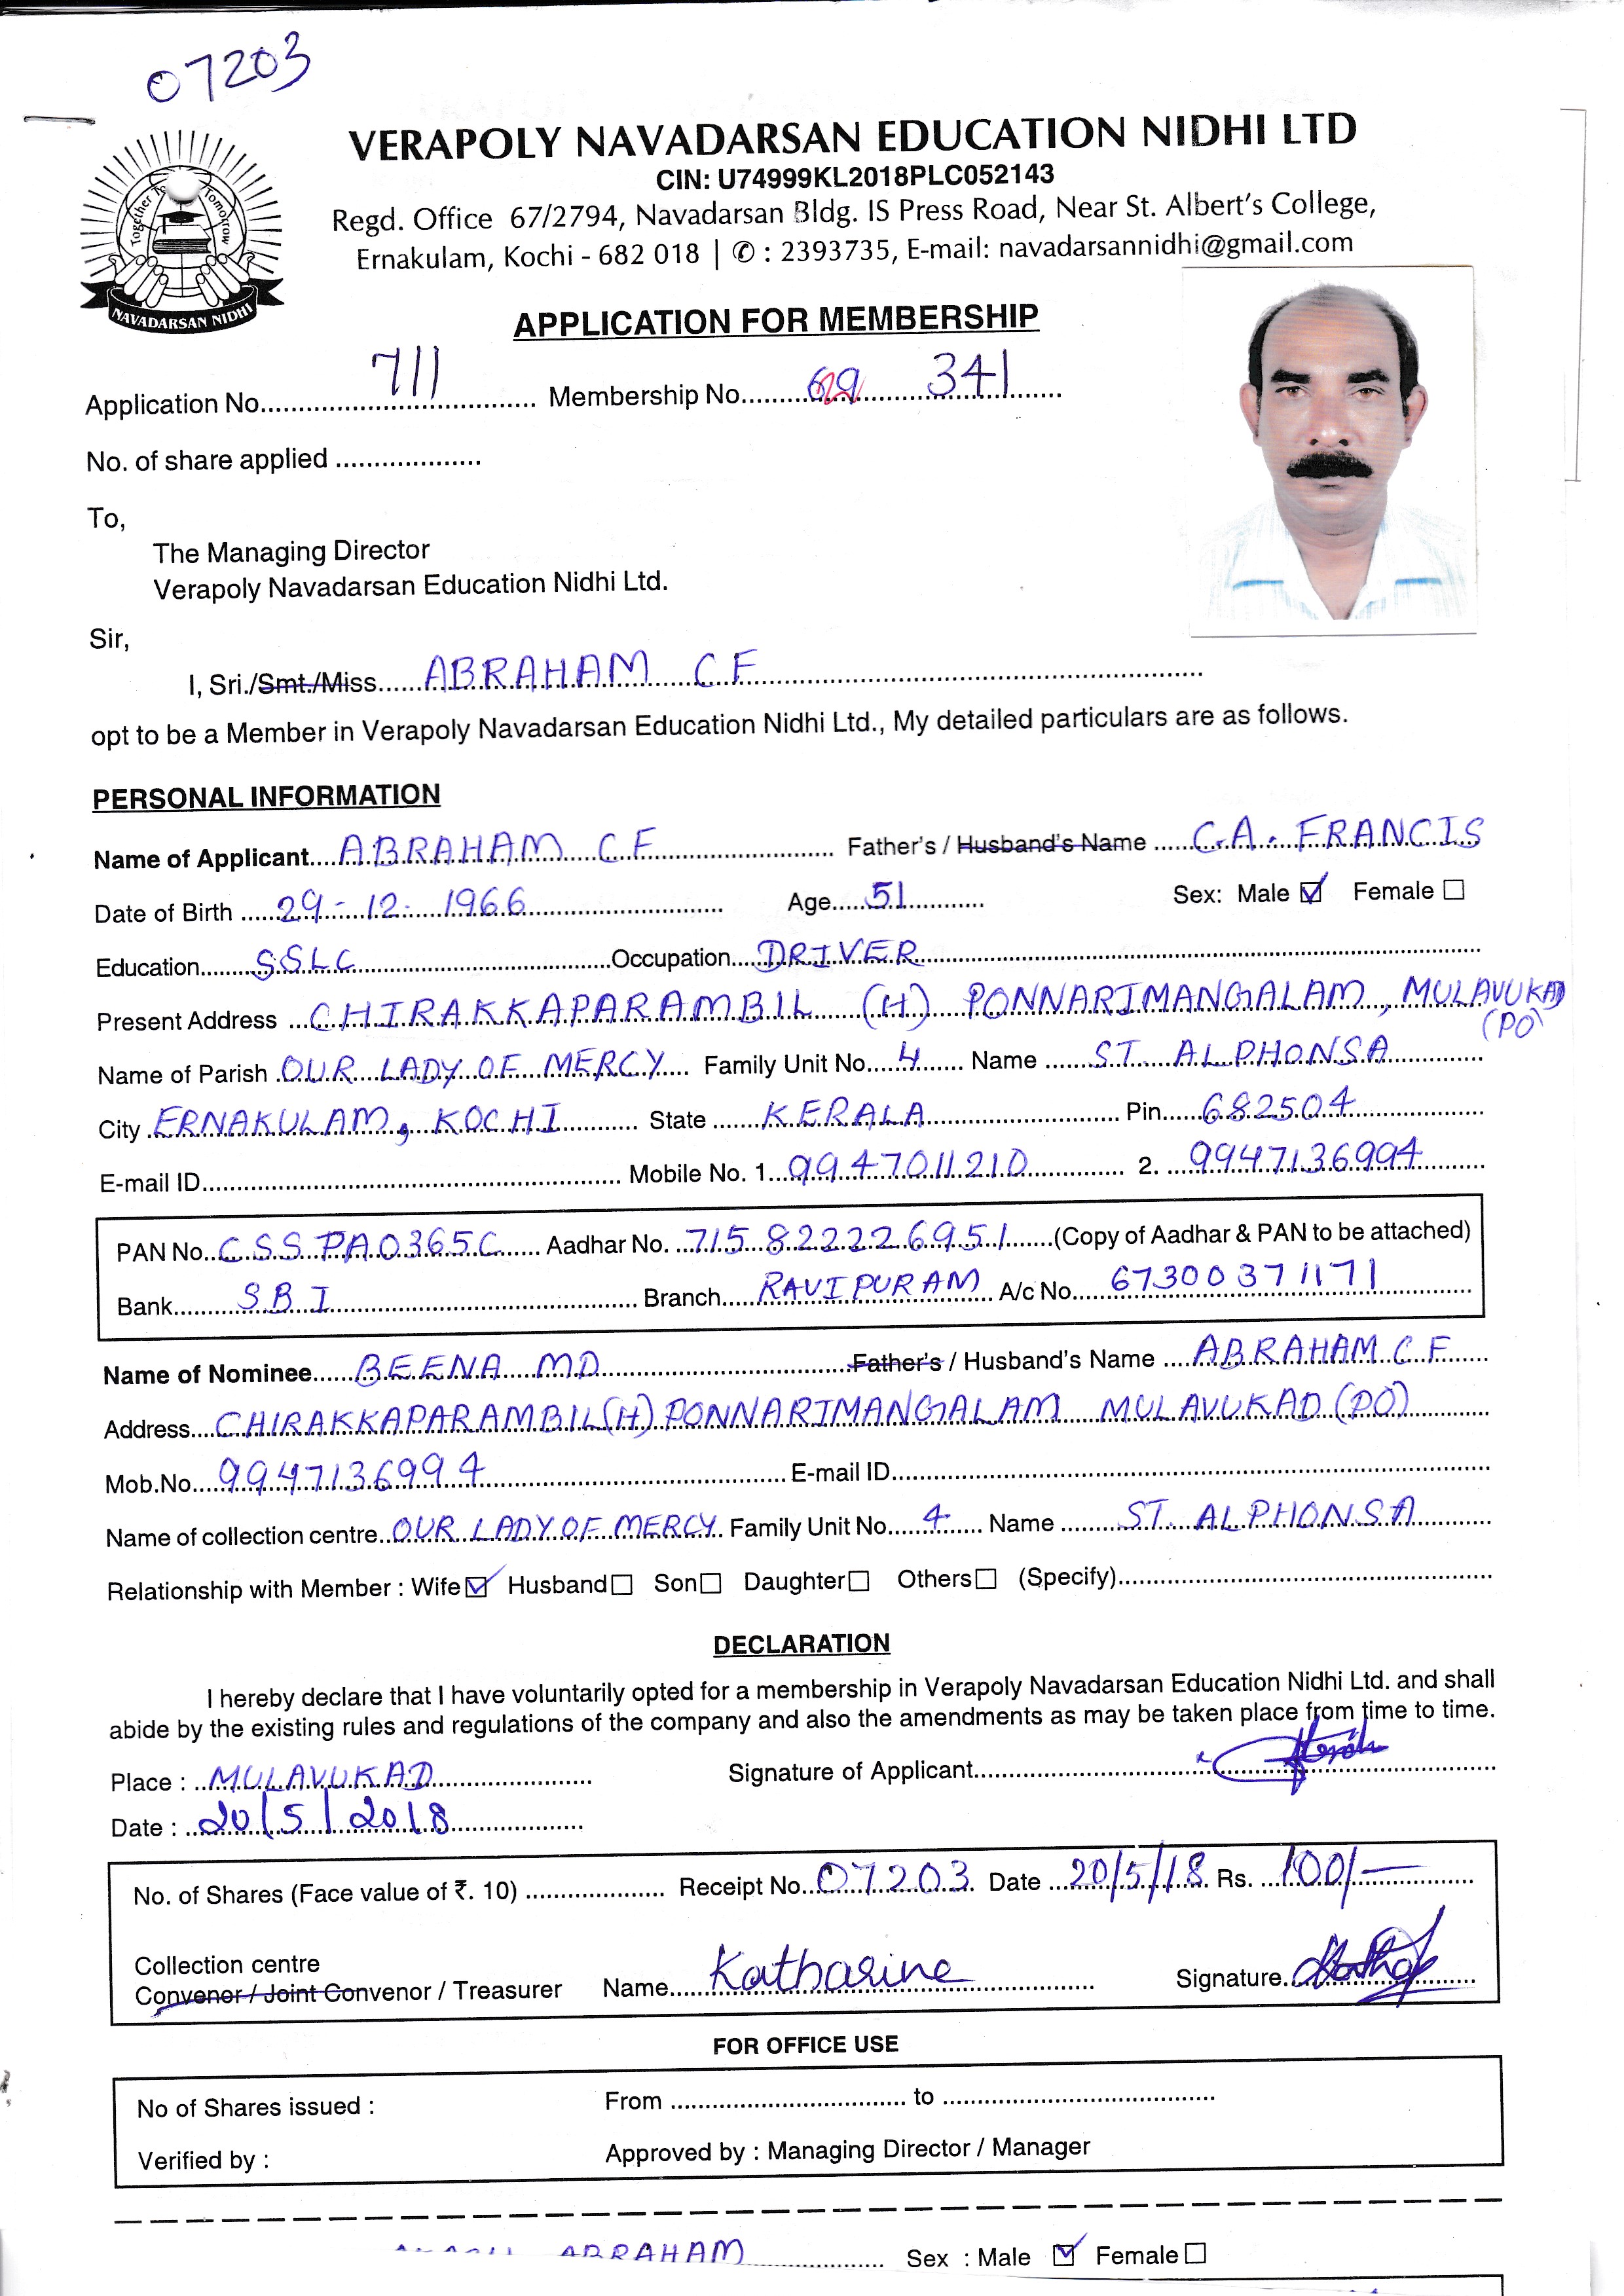 07203
VERAPOLY NAVADARSAN EDUCATION NIDHI LTD
CIN: U74999KL2018PLC052143
Regd. Office 67/2794, Navadarsan Bldg. IS Press Road, Near St. Albert's College,
Ernakulam, Kochi - 682 018 | ✆ : 2393735, E-mail: navadarsannidhi@gmail.com
Together To Tomorrow
NAVADARSAN NIDHI
APPLICATION FOR MEMBERSHIP
Application No. 711 Membership No. 341
No. of share applied
To,
The Managing Director
Verapoly Navadarsan Education Nidhi Ltd.
Sir,
I, Sri./Smt./Miss ABRAHAM C F
opt to be a Member in Verapoly Navadarsan Education Nidhi Ltd., My detailed particulars are as follows.
PERSONAL INFORMATION
Name of Applicant ABRAHAM C F Father's / Husband's Name C.A. FRANCIS
Date of Birth 29-12-1966 Age 51 Sex: Male ☑ Female ☐
Education SSLC Occupation DRIVER
Present Address CHIRAKKAPARAMBIL (H) PONNARIMANGALAM, MULAVUKAD (PO)
Name of Parish OUR LADY OF MERCY Family Unit No. 4 Name ST. ALPHONSA
City ERNAKULAM, KOCHI State KERALA Pin 682504
E-mail ID Mobile No. 1. 9947011210 2. 9947136994
PAN No. CSSPA0365C Aadhar No. 715822226951 (Copy of Aadhar & PAN to be attached)
Bank SBI Branch RAVIPURAM A/c No. 67300371171
Name of Nominee BEENA MD Father's / Husband's Name ABRAHAM C F
Address CHIRAKKAPARAMBIL (H) PONNARIMANGALAM MULAVUKAD (PO)
Mob.No. 9947136994 E-mail ID
Name of collection centre OUR LADY OF MERCY Family Unit No. 4 Name ST. ALPHONSA
Relationship with Member : Wife ☑ Husband ☐ Son ☐ Daughter ☐ Others ☐ (Specify)
DECLARATION
I hereby declare that I have voluntarily opted for a membership in Verapoly Navadarsan Education Nidhi Ltd. and shall
abide by the existing rules and regulations of the company and also the amendments as may be taken place from time to time.
Place : MULAVUKAD Signature of Applicant
Date : 20/5/2018
No. of Shares (Face value of ₹. 10) Receipt No. 07203 Date 20/5/18 Rs. 100/-
Collection centre
Convenor / Joint Convenor / Treasurer Name Katharine Signature
FOR OFFICE USE
No of Shares issued : From to
Verified by : Approved by : Managing Director / Manager
ABRAHAM Sex : Male ☑ Female ☐